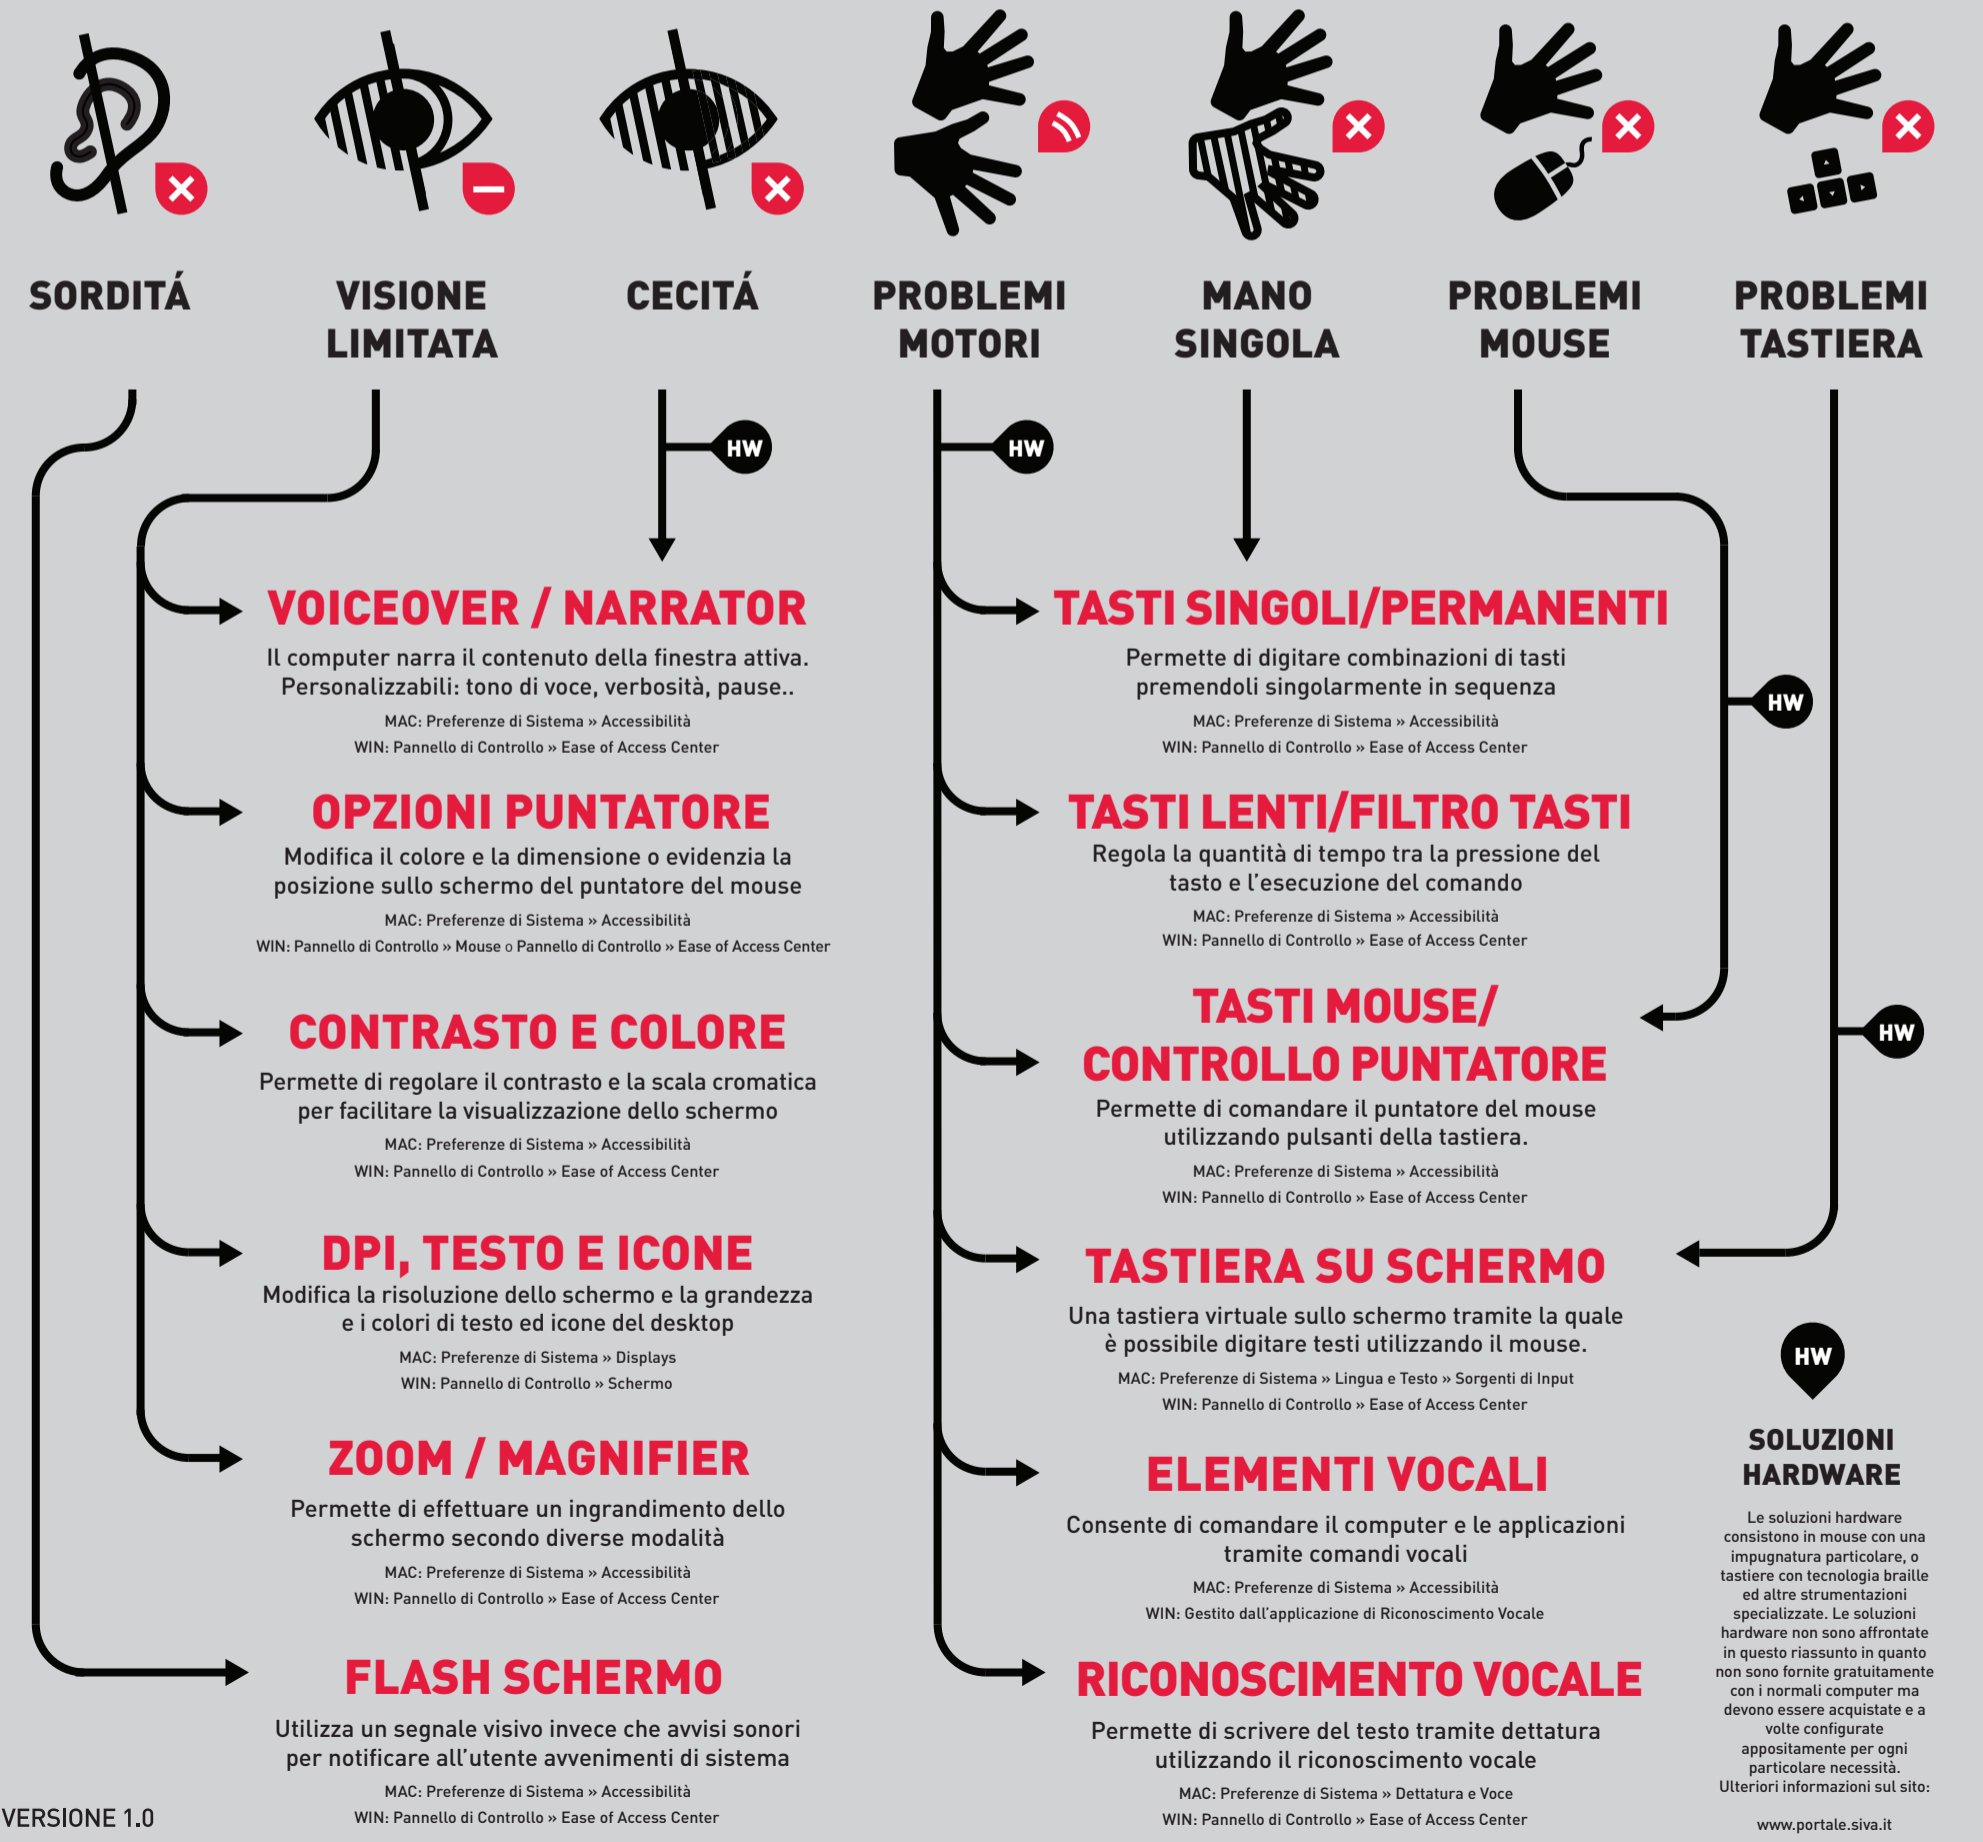 SORDITÁ
VISIONE
LIMITATA
CECITÁ
PROBLEMI
MOTORI
MANO
SINGOLA
PROBLEMI
MOUSE
PROBLEMI
TASTIERA
HW
HW
VOICEOVER / NARRATOR
Il computer narra il contenuto della finestra attiva.
Personalizzabili: tono di voce, verbosità, pause..
MAC: Preferenze di Sistema » Accessibilità
WIN: Pannello di Controllo » Ease of Access Center
OPZIONI PUNTATORE
Modifica il colore e la dimensione o evidenzia la
posizione sullo schermo del puntatore del mouse
MAC: Preferenze di Sistema » Accessibilità
WIN: Pannello di Controllo » Mouse o Pannello di Controllo » Ease of Access Center
CONTRASTO E COLORE
Permette di regolare il contrasto e la scala cromatica
per facilitare la visualizzazione dello schermo
MAC: Preferenze di Sistema » Accessibilità
WIN: Pannello di Controllo » Ease of Access Center
DPI, TESTO E ICONE
Modifica la risoluzione dello schermo e la grandezza
e i colori di testo ed icone del desktop
MAC: Preferenze di Sistema » Displays
WIN: Pannello di Controllo » Schermo
ZOOM / MAGNIFIER
Permette di effettuare un ingrandimento dello
schermo secondo diverse modalità
MAC: Preferenze di Sistema » Accessibilità
WIN: Pannello di Controllo » Ease of Access Center
FLASH SCHERMO
Utilizza un segnale visivo invece che avvisi sonori
per notificare all'utente avvenimenti di sistema
MAC: Preferenze di Sistema » Accessibilità
WIN: Pannello di Controllo » Ease of Access Center
VERSIONE 1.0
TASTI SINGOLI/PERMANENTI
Permette di digitare combinazioni di tasti
premendoli singolarmente in sequenza
MAC: Preferenze di Sistema » Accessibilità
WIN: Pannello di Controllo » Ease of Access Center
HW
TASTI LENTI/FILTRO TASTI
Regola la quantità di tempo tra la pressione del
tasto e l'esecuzione del comando
MAC: Preferenze di Sistema » Accessibilità
WIN: Pannello di Controllo » Ease of Access Center
TASTI MOUSE/
CONTROLLO PUNTATORE
Permette di comandare il puntatore del mouse
utilizzando pulsanti della tastiera.
MAC: Preferenze di Sistema » Accessibilità
WIN: Pannello di Controllo » Ease of Access Center
HW
TASTIERA SU SCHERMO
Una tastiera virtuale sullo schermo tramite la quale
è possibile digitare testi utilizzando il mouse.
MAC: Preferenze di Sistema » Lingua e Testo » Sorgenti di Input
WIN: Pannello di Controllo » Ease of Access Center
ELEMENTI VOCALI
Consente di comandare il computer e le applicazioni
tramite comandi vocali
MAC: Preferenze di Sistema » Accessibilità
WIN: Gestito dall'applicazione di Riconoscimento Vocale
RICONOSCIMENTO VOCALE
Permette di scrivere del testo tramite dettatura
utilizzando il riconoscimento vocale
MAC: Preferenze di Sistema » Dettatura e Voce
WIN: Pannello di Controllo » Ease of Access Center
HW
SOLUZIONI
HARDWARE
Le soluzioni hardware
consistono in mouse con una
impugnatura particolare, o
tastiere con tecnologia braille
ed altre strumentazioni
specializzate. Le soluzioni
hardware non sono affrontate
in questo riassunto in quanto
non sono fornite gratuitamente
con i normali computer ma
devono essere acquistate e a
volte configurate
appositamente per ogni
particolare necessità.
Ulteriori informazioni sul sito:
www.portale.siva.it